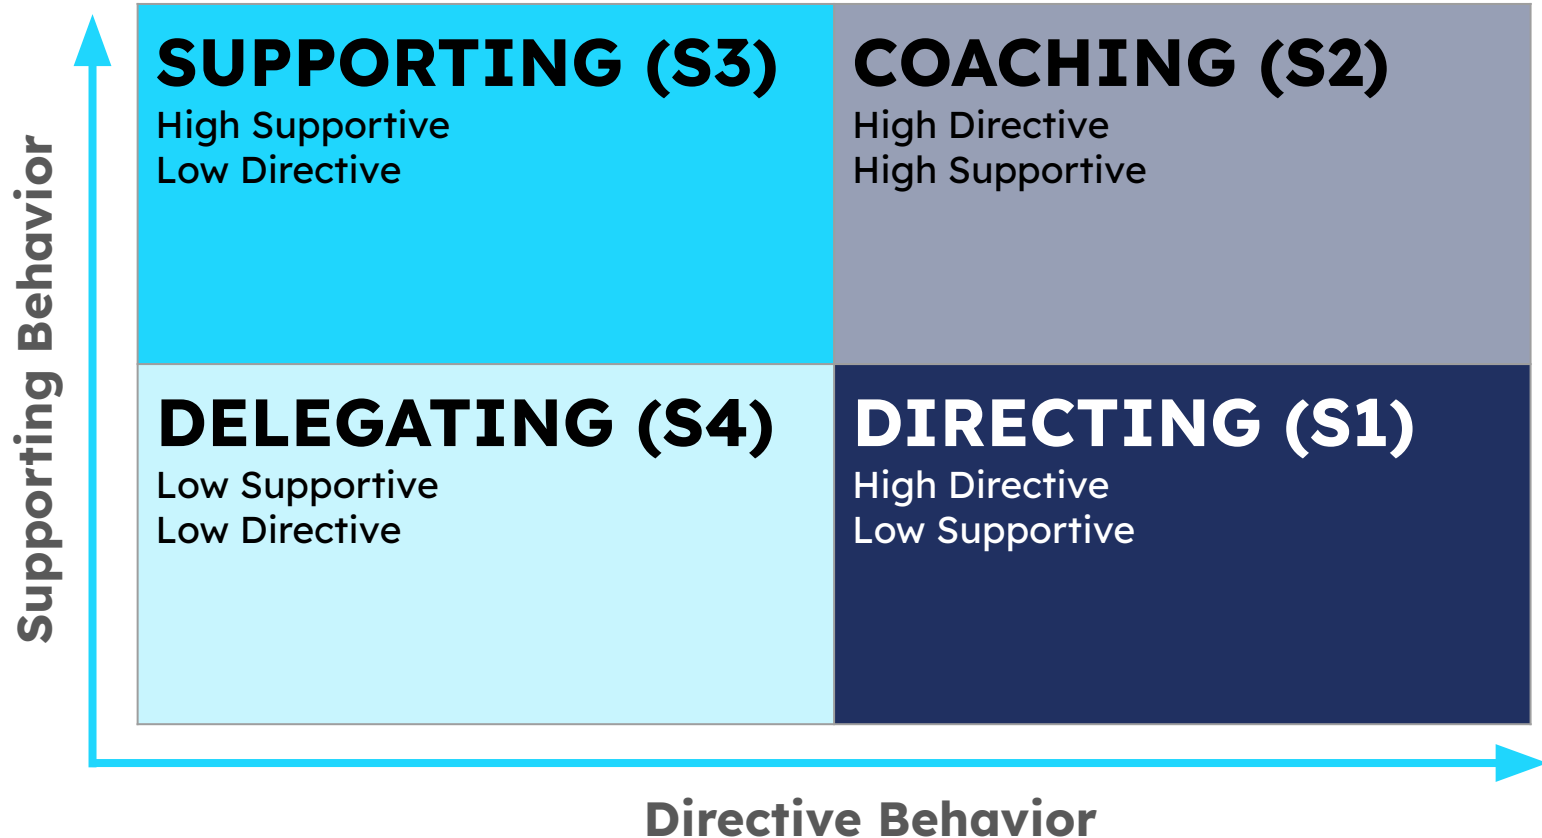 SUPPORTING (S3)
High Supportive
Low Directive
COACHING (S2)
High Directive
High Supportive
Supporting Behavior
DELEGATING (S4)
Low Supportive
Low Directive
DIRECTING (S1)
High Directive
Low Supportive
Directive Behavior